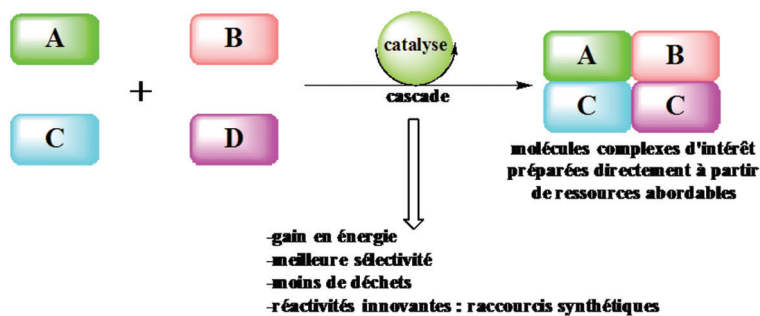 A
B
C
D
+
catalyse
cascade
A
B
C
C
molécules complexes d'intérêt
préparées directement à partir
de ressources abordables
-gain en énergie
-meilleure sélectivité
-moins de déchets
-réactivités innovantes : raccourcis synthétiques